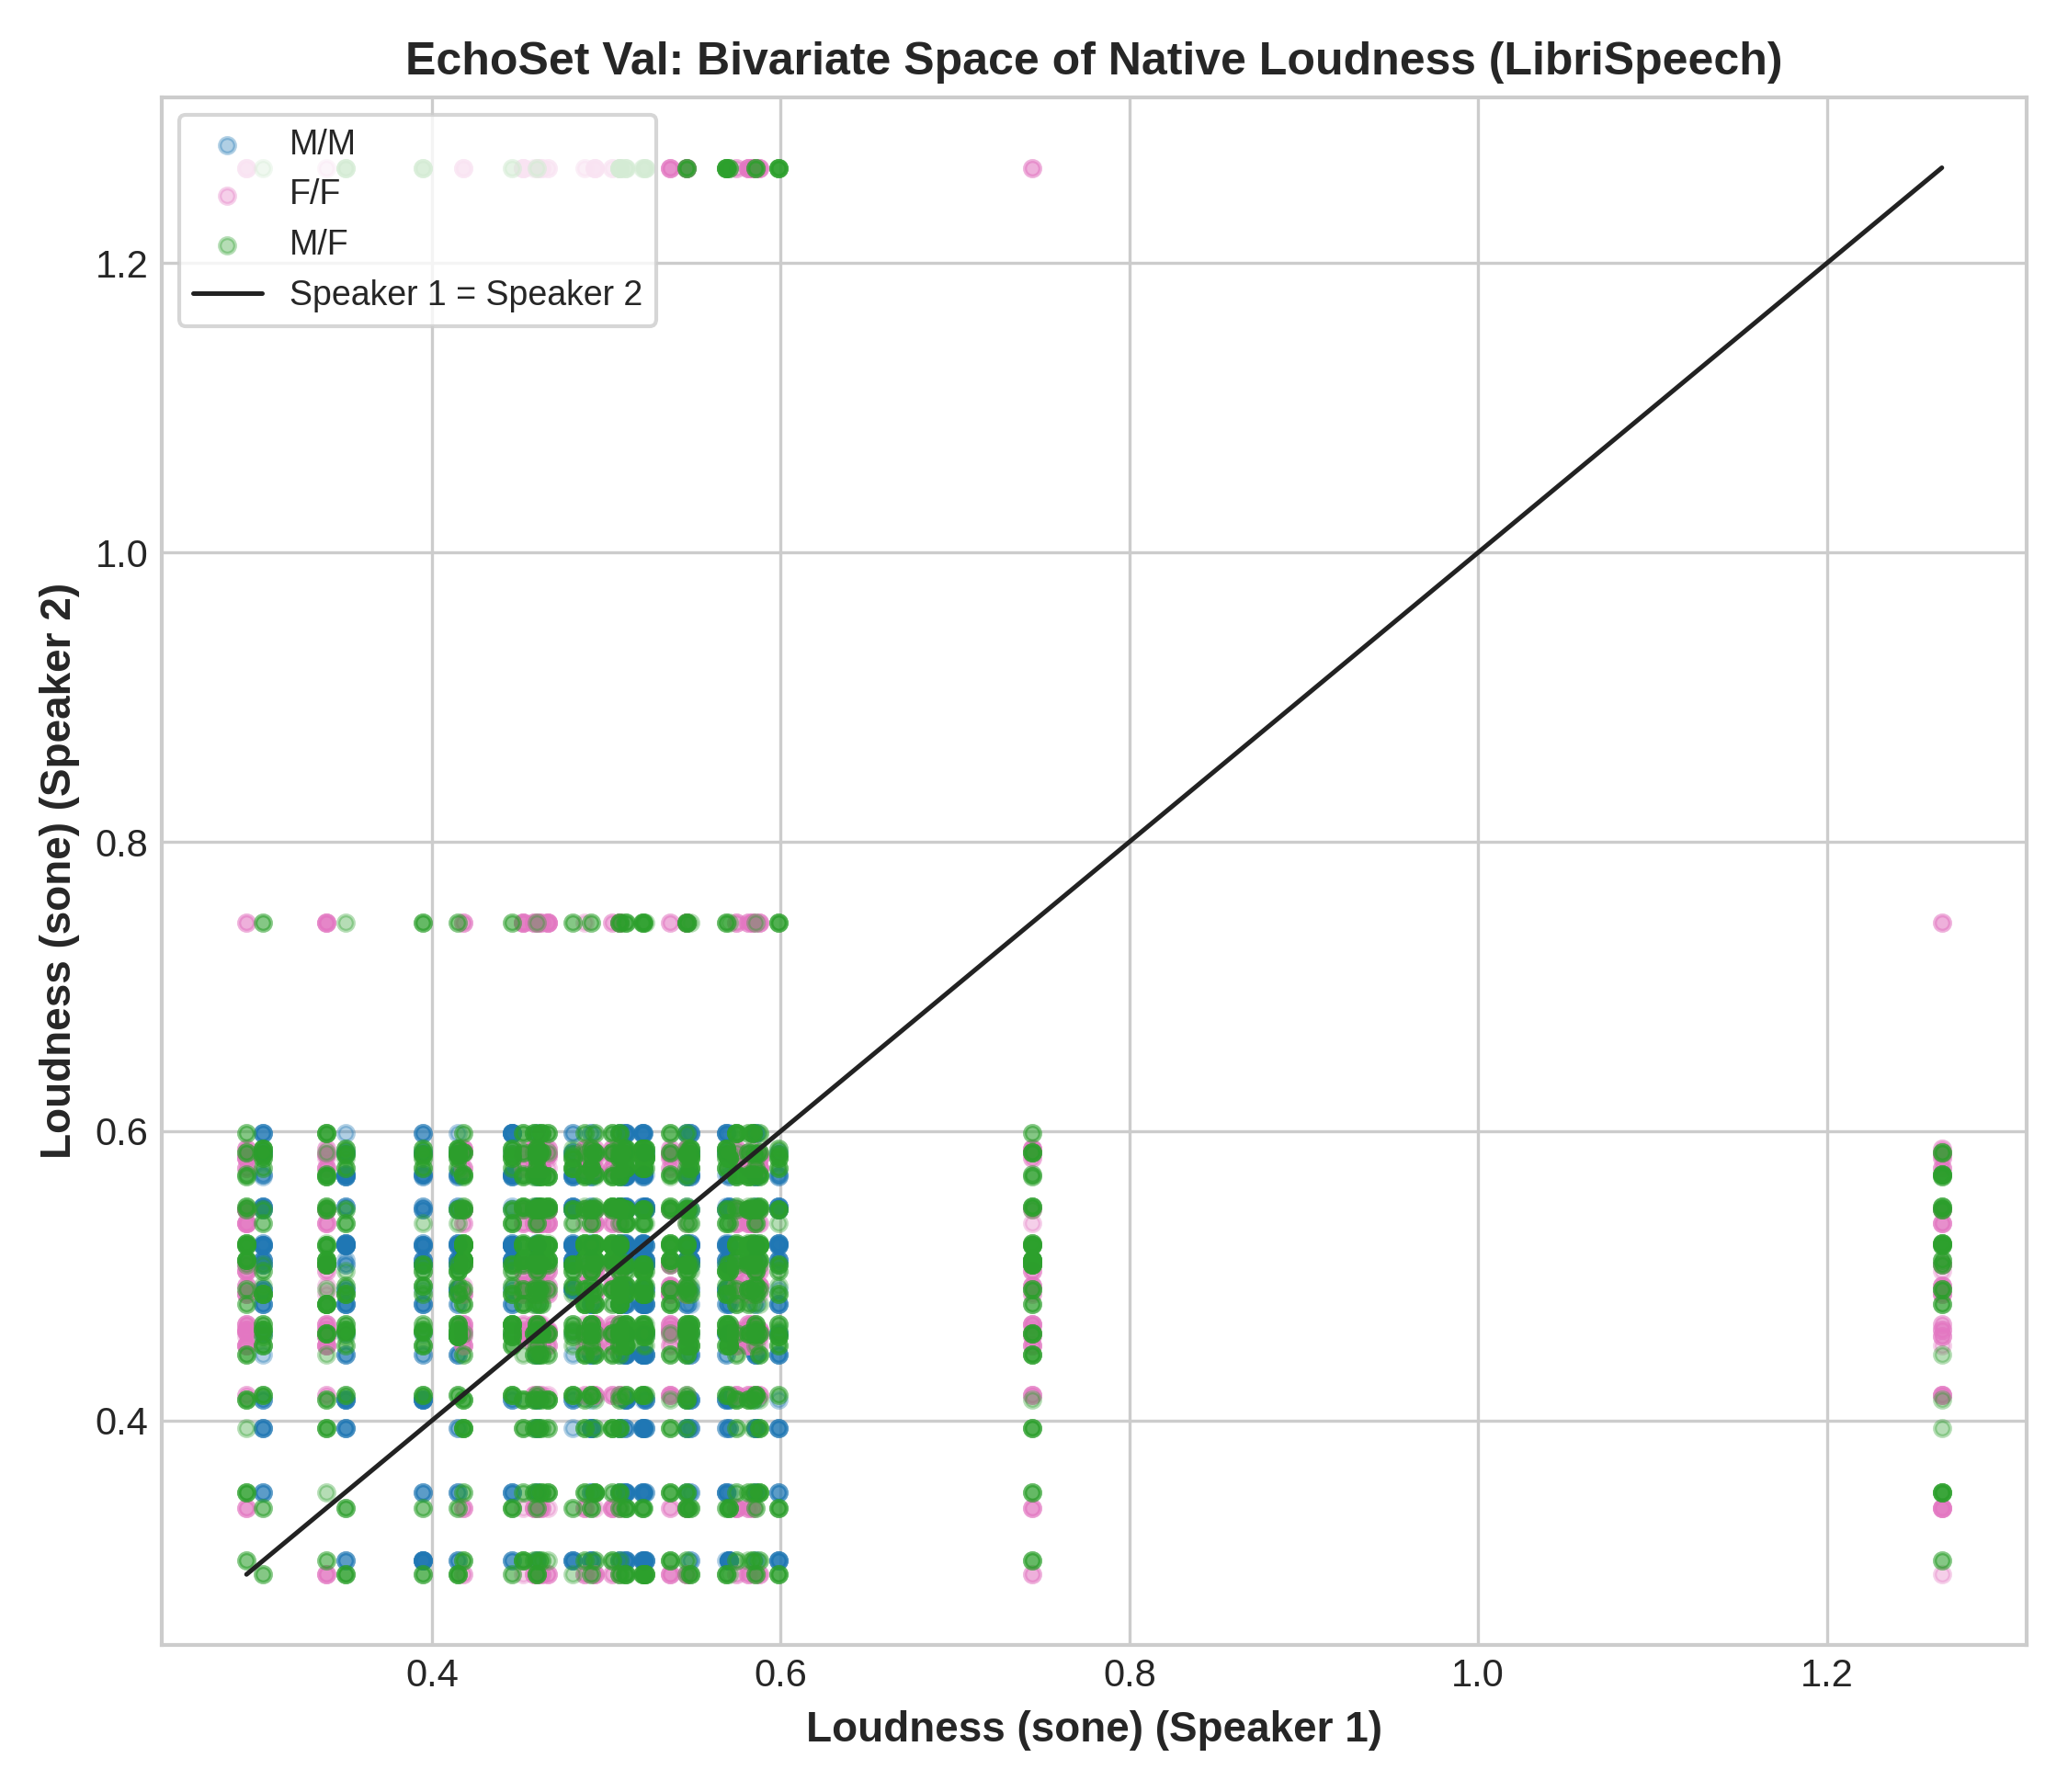 EchoSet Val: Bivariate Space of Native Loudness (LibriSpeech)
M/M
F/F
M/F
Speaker 1 = Speaker 2
Loudness (sone) (Speaker 2)
1.2
1.0
0.8
0.6
0.4
0.4
0.6
0.8
1.0
1.2
Loudness (sone) (Speaker 1)